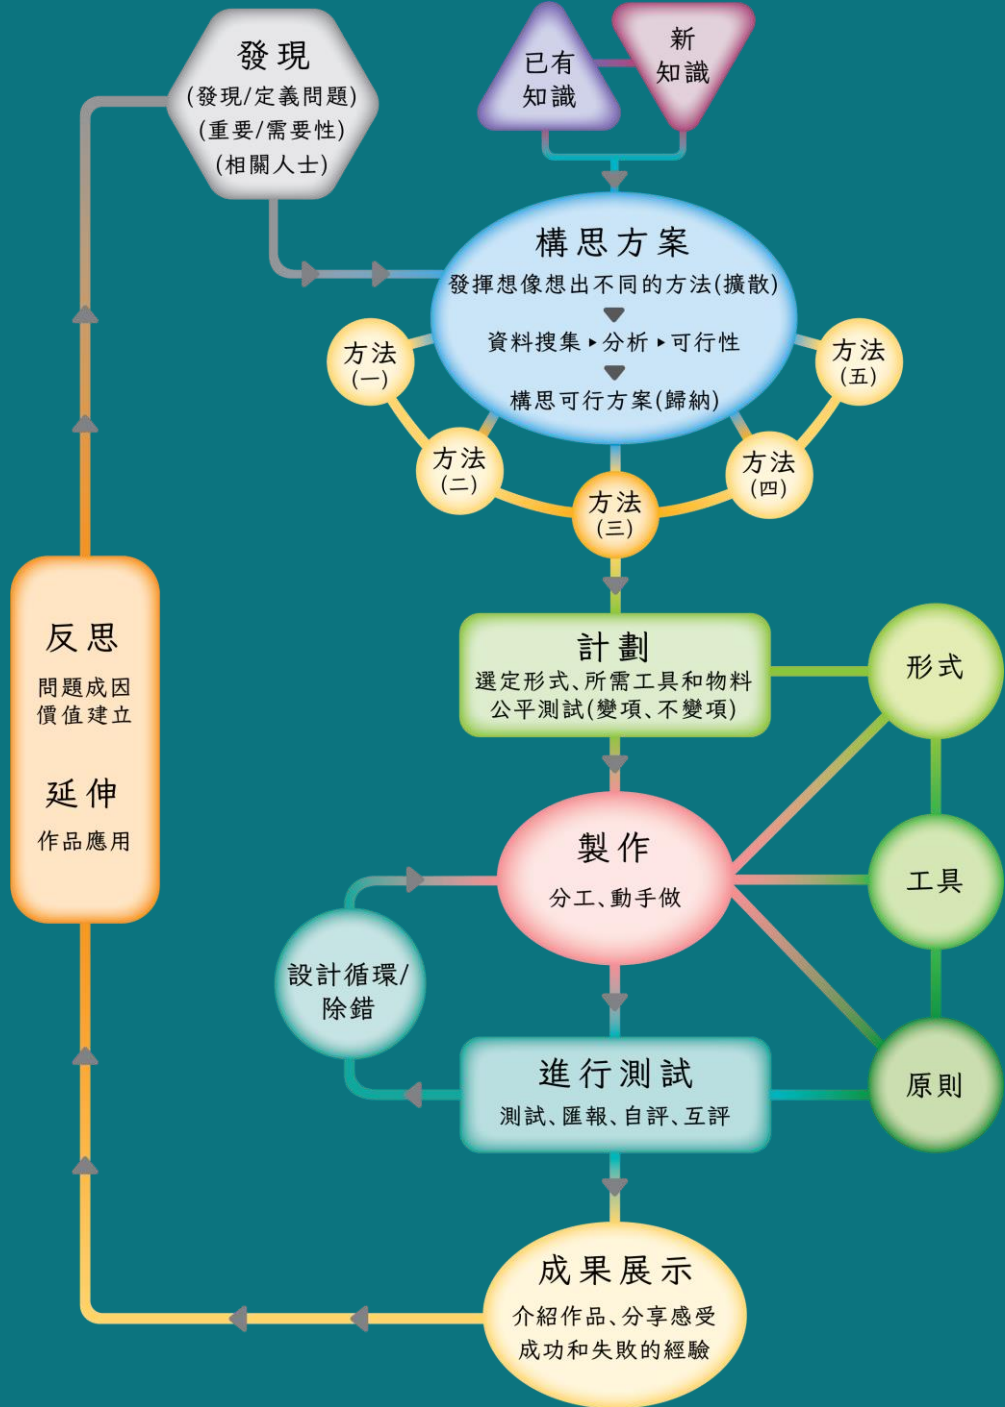 發現
(發現/定義問題)
(重要/需要性)
(相關人士)
已有
知識
新
知識
構思方案
發揮想像想出不同的方法(擴散)
資料搜集▸分析▸可行性
構思可行方案(歸納)
方法
(一)
方法
(二)
方法
(三)
方法
(四)
方法
(五)
計劃
選定形式、所需工具和物料
公平測試(變項、不變項)
形式
工具
原則
製作
分工、動手做
設計循環/
除錯
進行測試
測試、匯報、自評、互評
成果展示
介紹作品、分享感受
成功和失敗的經驗
反思
問題成因
價值建立
延伸
作品應用